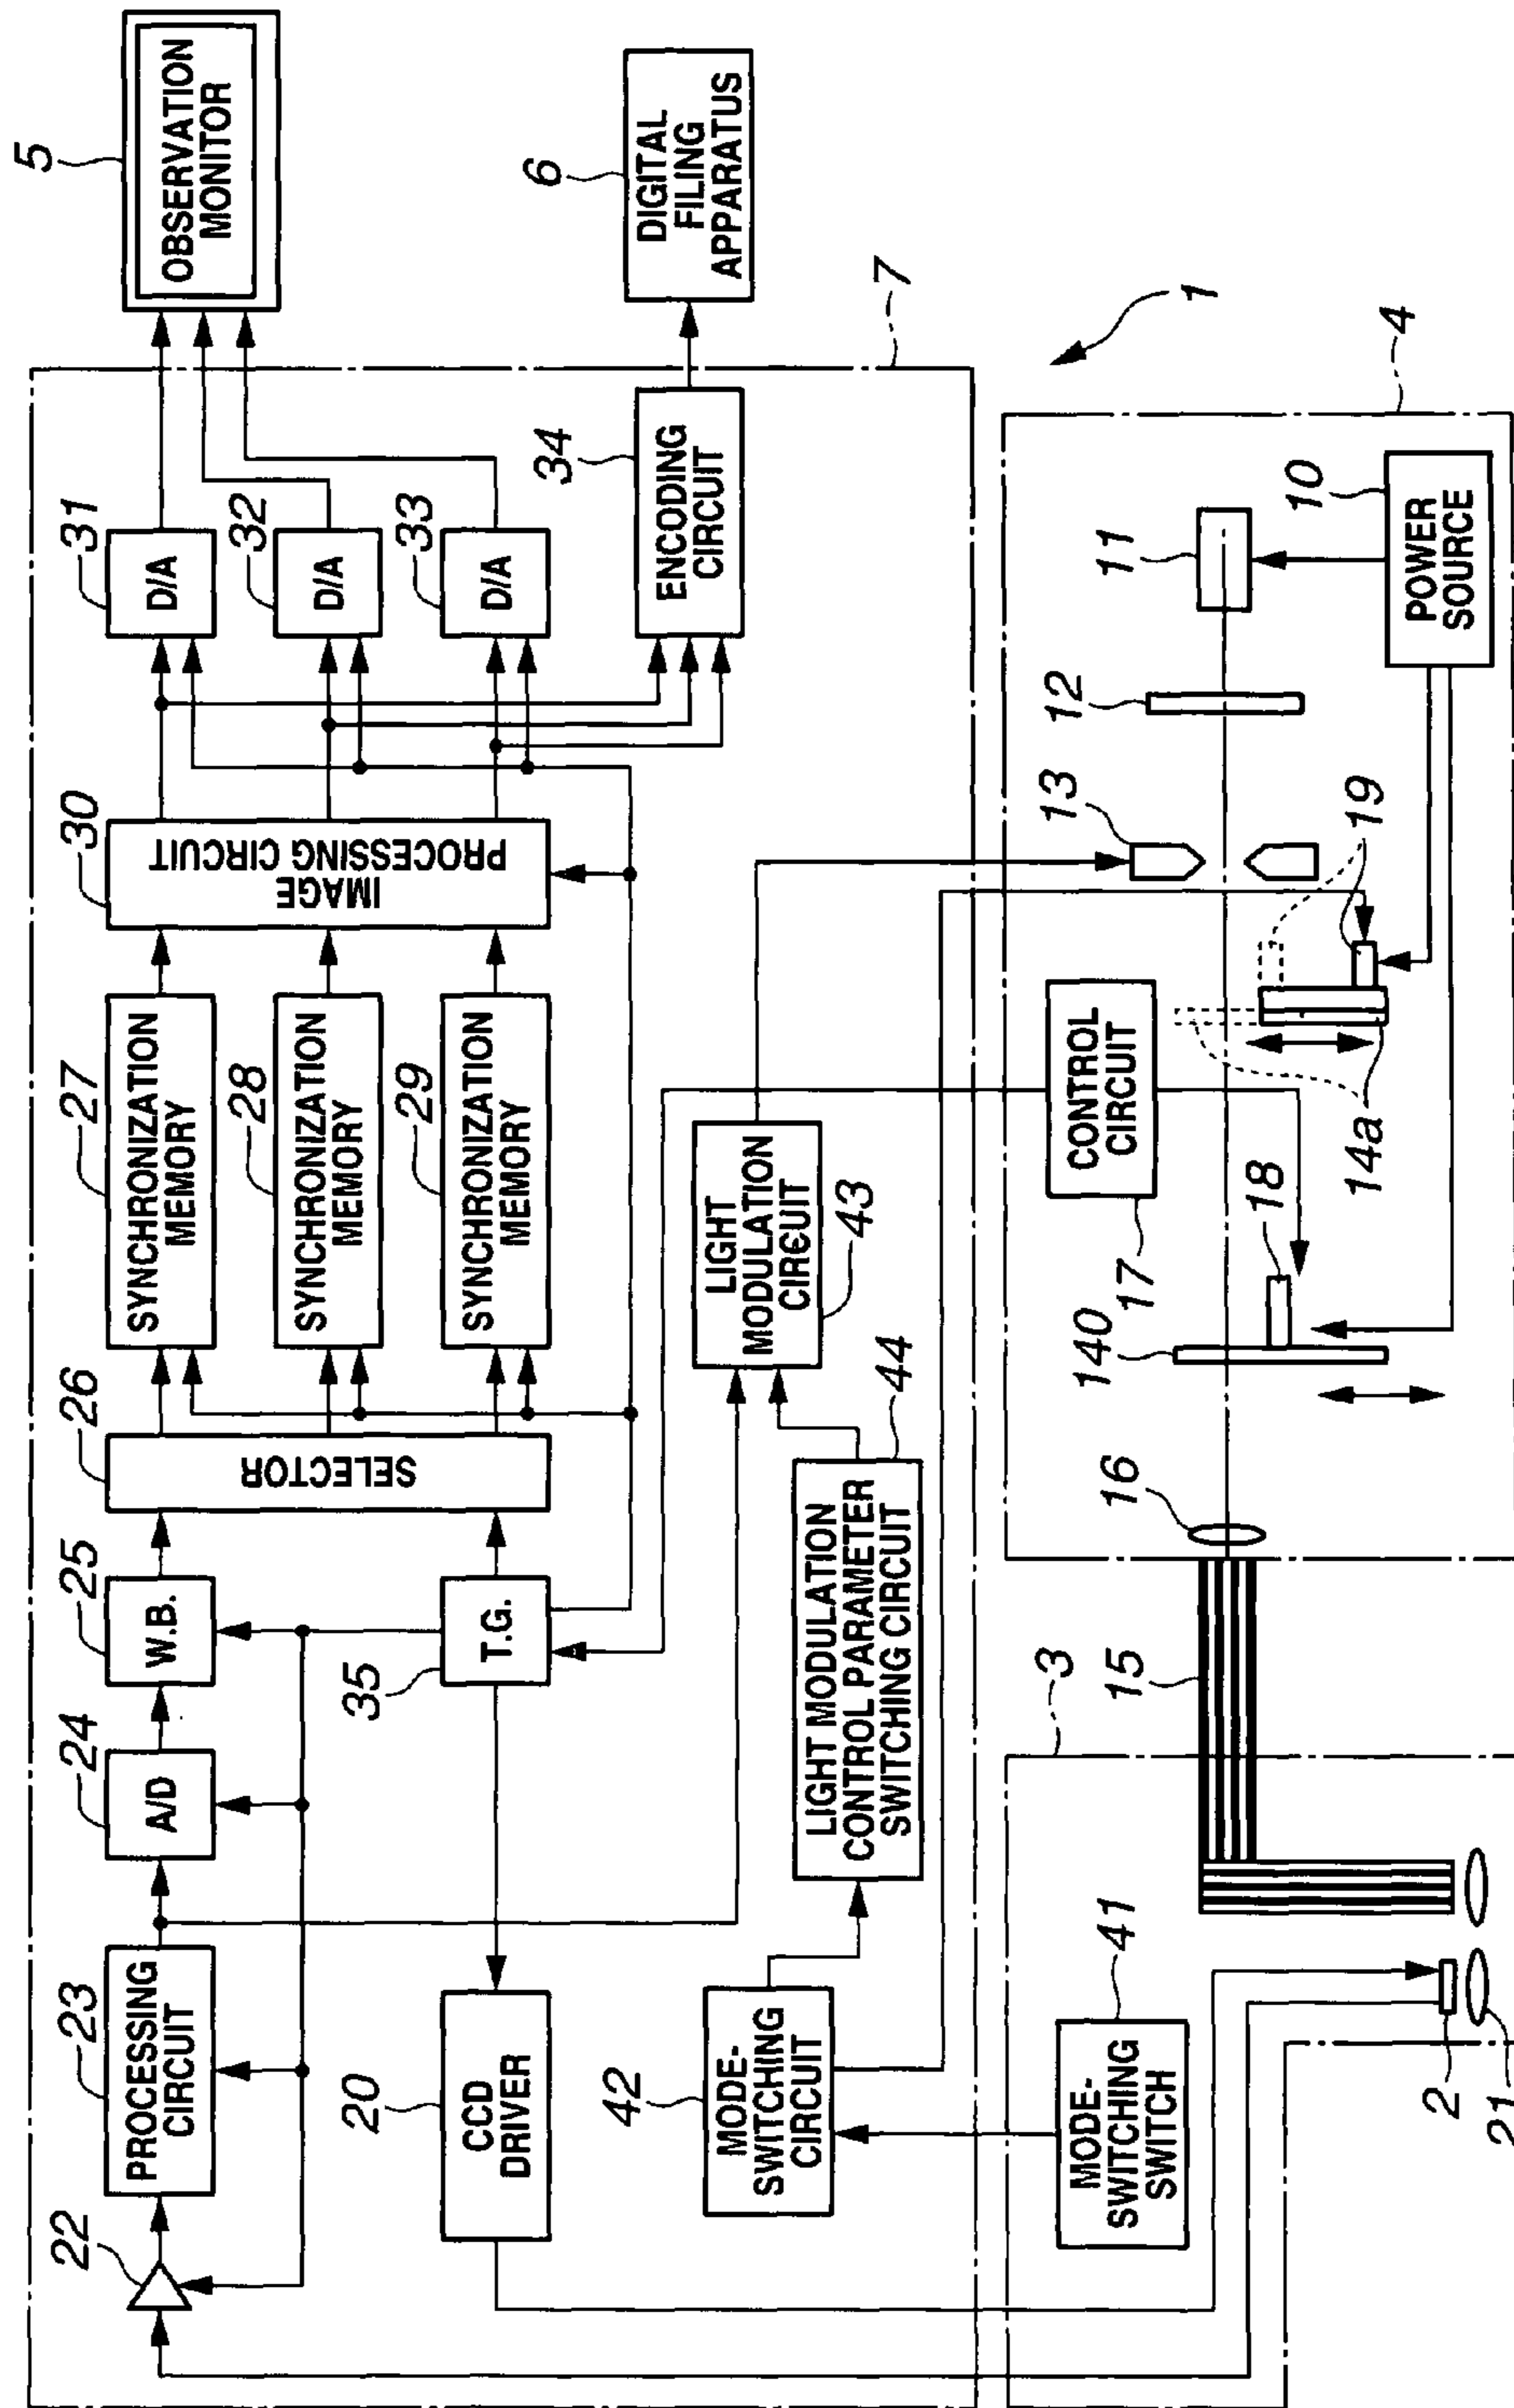 5
OBSERVATION
MONITOR
6
DIGITAL
FILING
APPARATUS
7
1
22
23
PROCESSING
CIRCUIT
24
A/D
25
W.B.
26
SELECTOR
27
SYNCHRONIZATION
MEMORY
28
SYNCHRONIZATION
MEMORY
29
SYNCHRONIZATION
MEMORY
30
IMAGE
PROCESSING CIRCUIT
31
D/A
32
D/A
33
D/A
34
ENCODING
CIRCUIT
20
CCD
DRIVER
35
T.G.
42
MODE-
SWITCHING
CIRCUIT
LIGHT MODULATION
CONTROL PARAMETER
SWITCHING CIRCUIT
44
LIGHT
MODULATION
CIRCUIT
43
41
MODE-
SWITCHING
SWITCH
3
2
21
15
16
4
140
18
17
CONTROL
CIRCUIT
14a
19
13
12
11
10
POWER
SOURCE